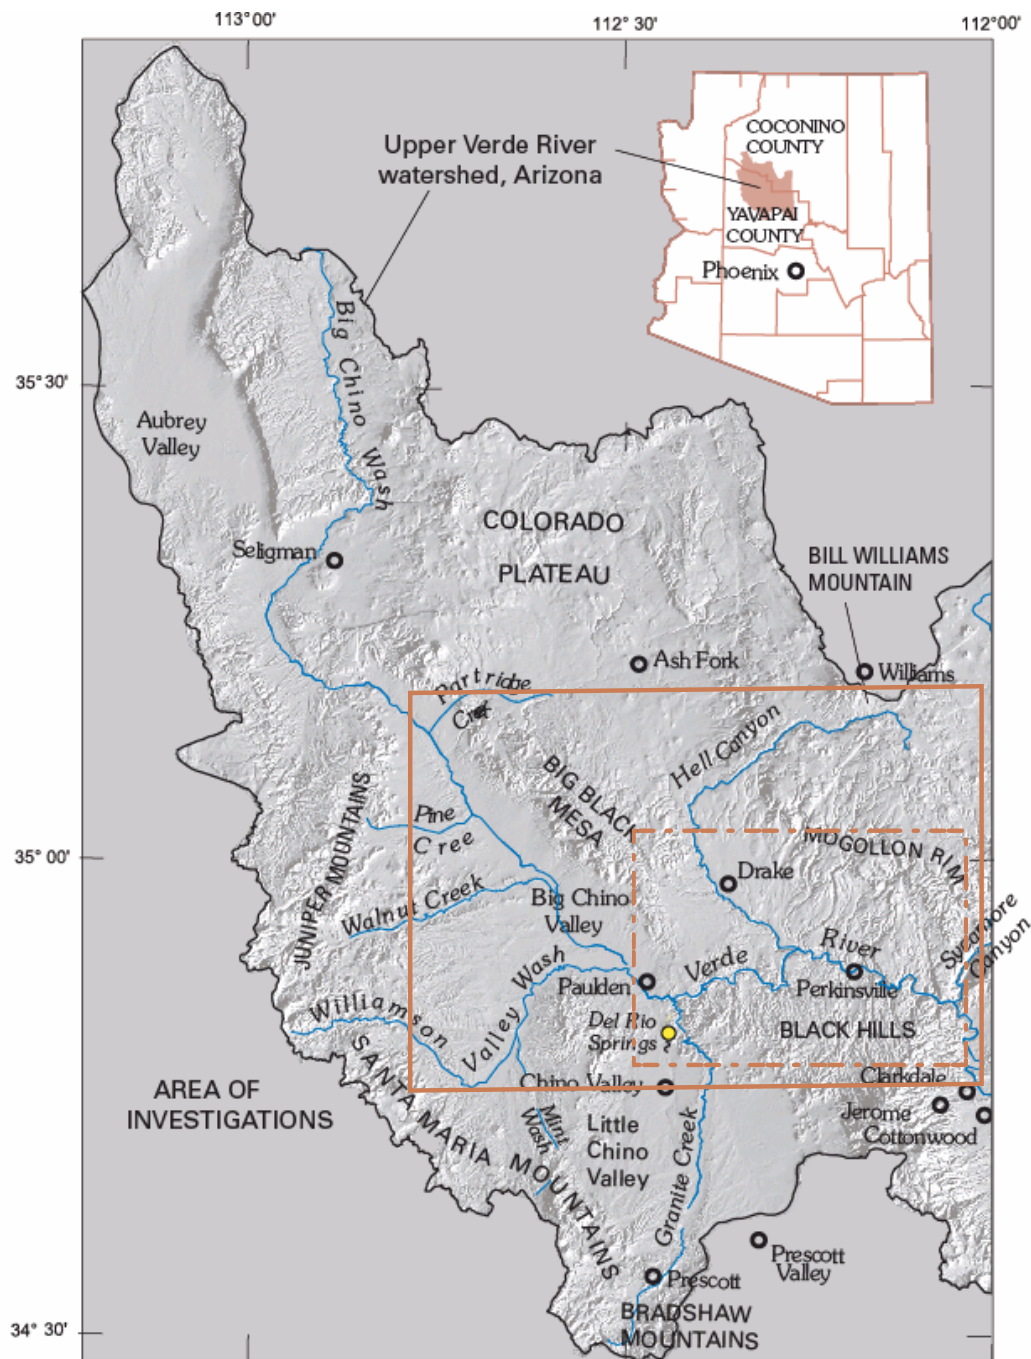 113°00'
112°30'
112°00'
COCONINO
COUNTY
Upper Verde River
watershed, Arizona
YAVAPAI
COUNTY
Phoenix
Big Chino Wash
35°30'
Aubrey
Valley
COLORADO
PLATEAU
Seligman
BILL WILLIAMS
MOUNTAIN
Ash Fork
Williams
Partridge
Hell Canyon
BIG BLACK
MESA
JUNIPER MOUNTAINS
Pine
Cree
MOGOLLON RIM
35°00'
Drake
Walnut Creek
Big Chino
Valley
Sycamore
Canyon
Verde River
Williamson Valley Wash
Paulden
Perkinsville
Del Rio
Springs
BLACK HILLS
SANTA MARIA MOUNTAINS
Chino Valley
Clarkdale
AREA OF
INVESTIGATIONS
Jerome
Cottonwood
Mint
Wash
Little
Chino
Valley
Granite Creek
Prescott
Valley
Prescott
BRADSHAW
MOUNTAINS
34° 30'